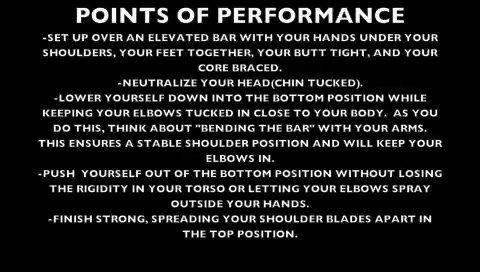 POINTS OF PERFORMANCE
-SET UP OVER AN ELEVATED BAR WITH YOUR HANDS UNDER YOUR
SHOULDERS, YOUR FEET TOGETHER, YOUR BUTT TIGHT, AND YOUR
CORE BRACED.
-NEUTRALIZE YOUR HEAD(CHIN TUCKED).
-LOWER YOURSELF DOWN INTO THE BOTTOM POSITION WHILE
KEEPING YOUR ELBOWS TUCKED IN CLOSE TO YOUR BODY. AS YOU
DO THIS, THINK ABOUT "BENDING THE BAR" WITH YOUR ARMS.
THIS ENSURES A STABLE SHOULDER POSITION AND WILL KEEP YOUR
ELBOWS IN.
-PUSH YOURSELF OUT OF THE BOTTOM POSITION WITHOUT LOSING
THE RIGIDITY IN YOUR TORSO OR LETTING YOUR ELBOWS SPRAY
OUTSIDE YOUR HANDS.
-FINISH STRONG, SPREADING YOUR SHOULDER BLADES APART IN
THE TOP POSITION.